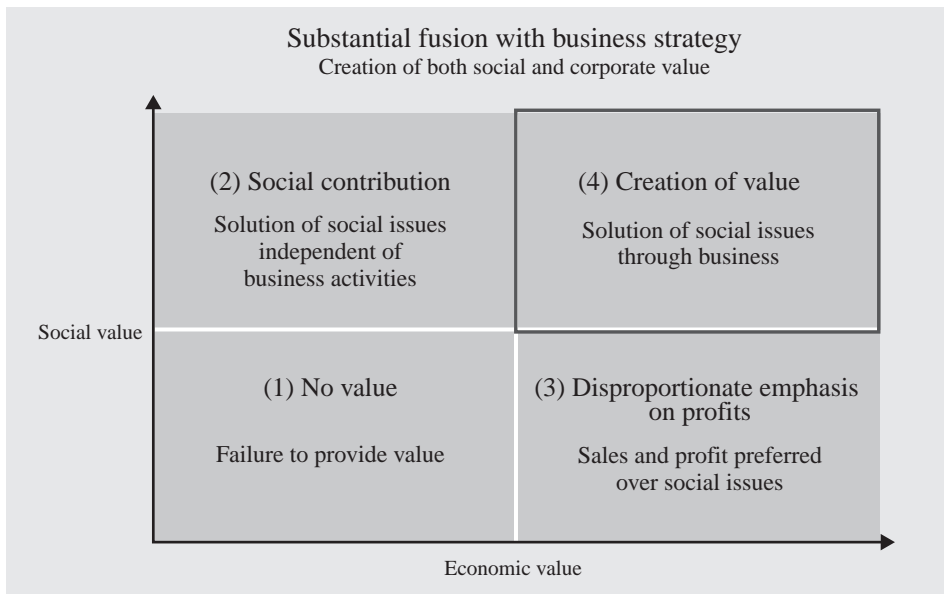 Substantial fusion with business strategy
Creation of both social and corporate value
(2) Social contribution
Solution of social issues
independent of
business activities
(4) Creation of value
Solution of social issues
through business
Social value
(1) No value
Failure to provide value
(3) Disproportionate emphasis
on profits
Sales and profit preferred
over social issues
Economic value